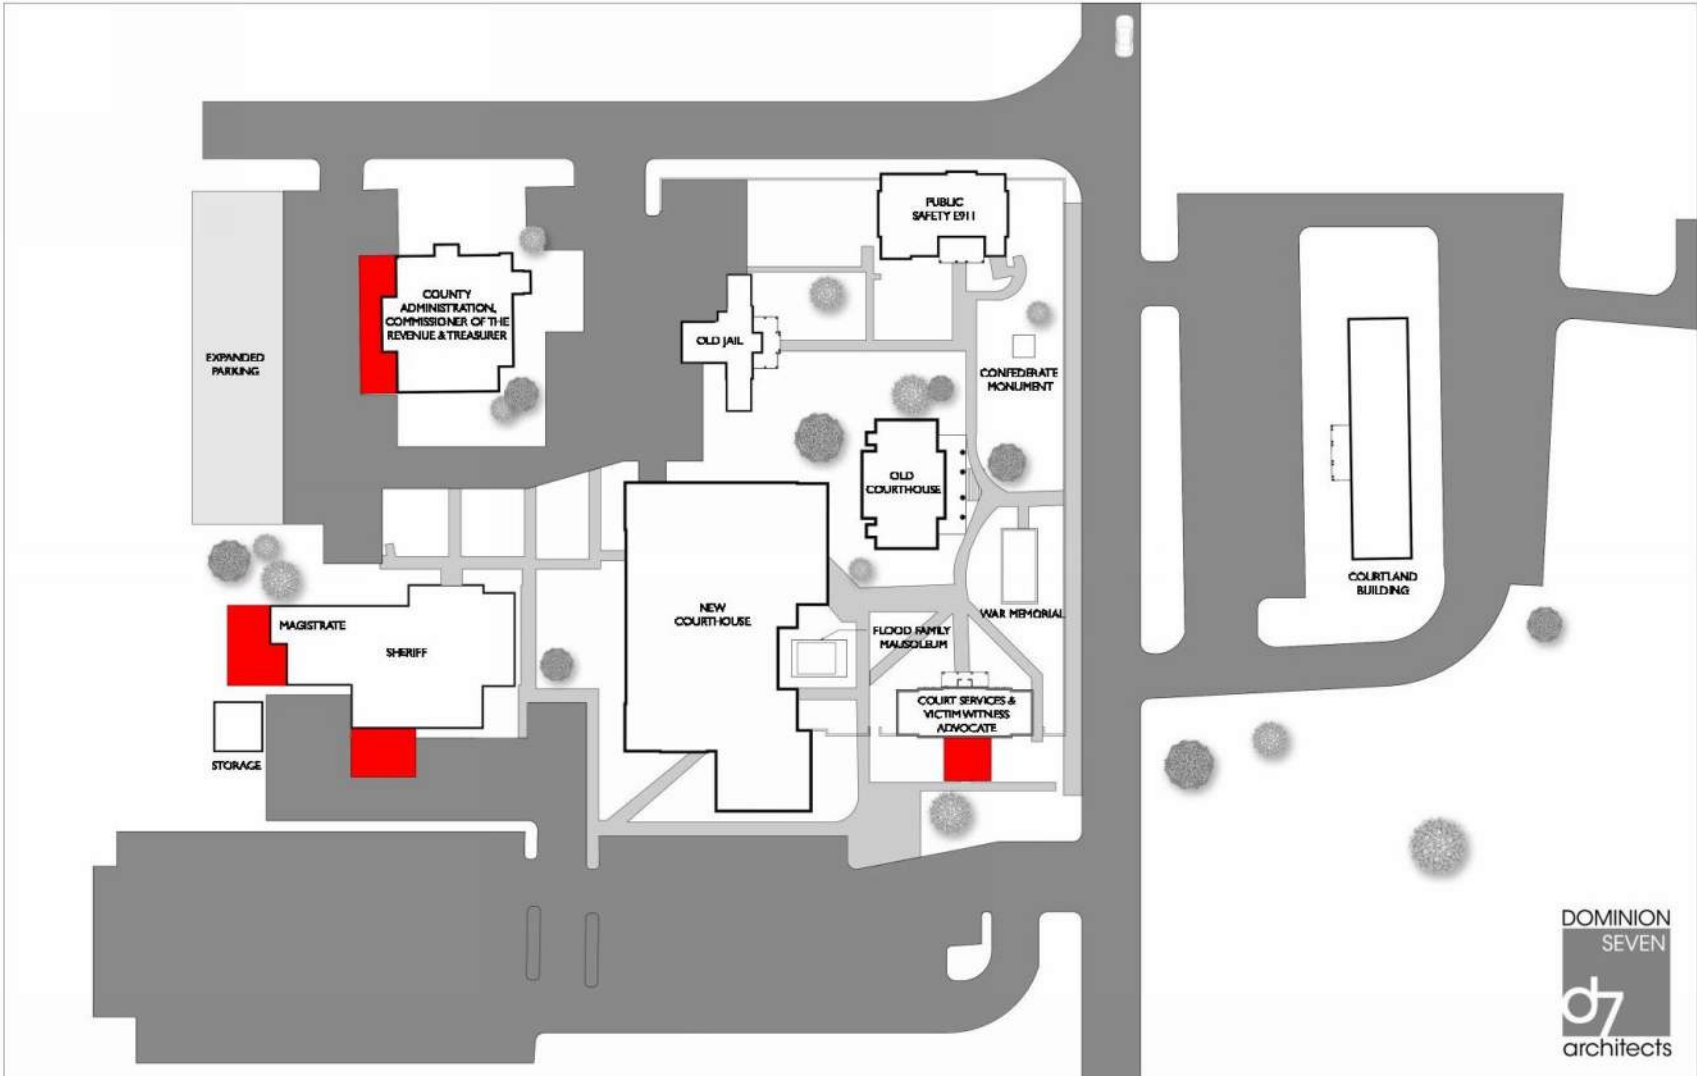 PUBLIC
SAFETY E911
COUNTY
ADMINISTRATION,
COMMISSIONER OF THE
REVENUE & TREASURER
OLD JAIL
EXPANDED
PARKING
CONFEDERATE
MONUMENT
OLD
COURTHOUSE
COURTLAND
BUILDING
NEW
COURTHOUSE
WAR MEMORIAL
MAGISTRATE
FLOOD FAMILY
MAUSOLEUM
SHERIFF
COURT SERVICES &
VICTIM WITNESS
ADVOCATE
STORAGE
DOMINION
SEVEN
d7
architects